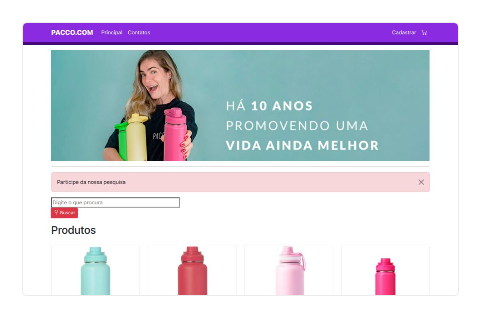 PACCO.COM Principal Contatos Cadastrar
HÁ 10 ANOS
PROMOVENDO UMA
VIDA AINDA MELHOR
Participe da nossa pesquisa
Digite o que procura
Buscar
Produtos